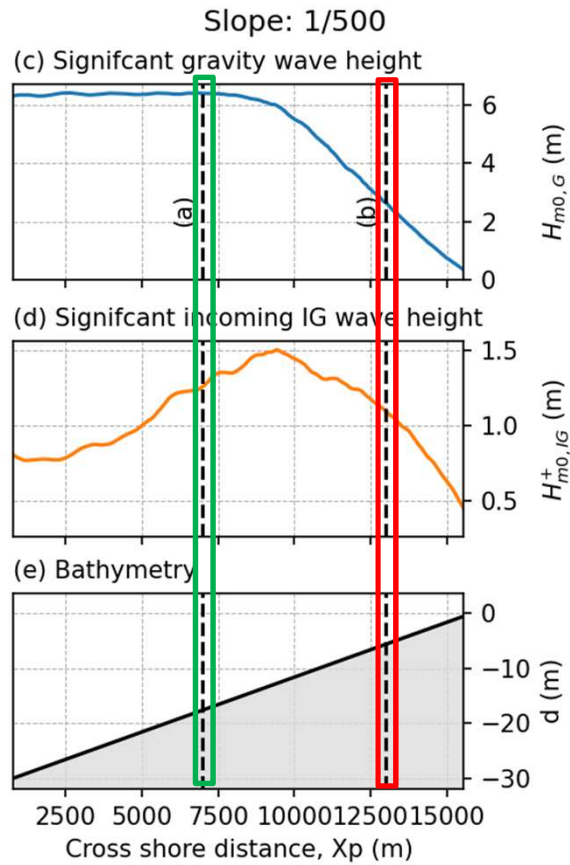 Slope: 1/500
(c) Signifcant gravity wave height
6
4
2
0
H_{m0,G} (m)
(a)
(b)
(d) Signifcant incoming IG wave height
1.5
1.0
0.5
H^{+}_{m0,IG} (m)
(e) Bathymetry
0
−10
−20
−30
d (m)
2500 5000 7500 10000 12500 15000
Cross shore distance, Xp (m)